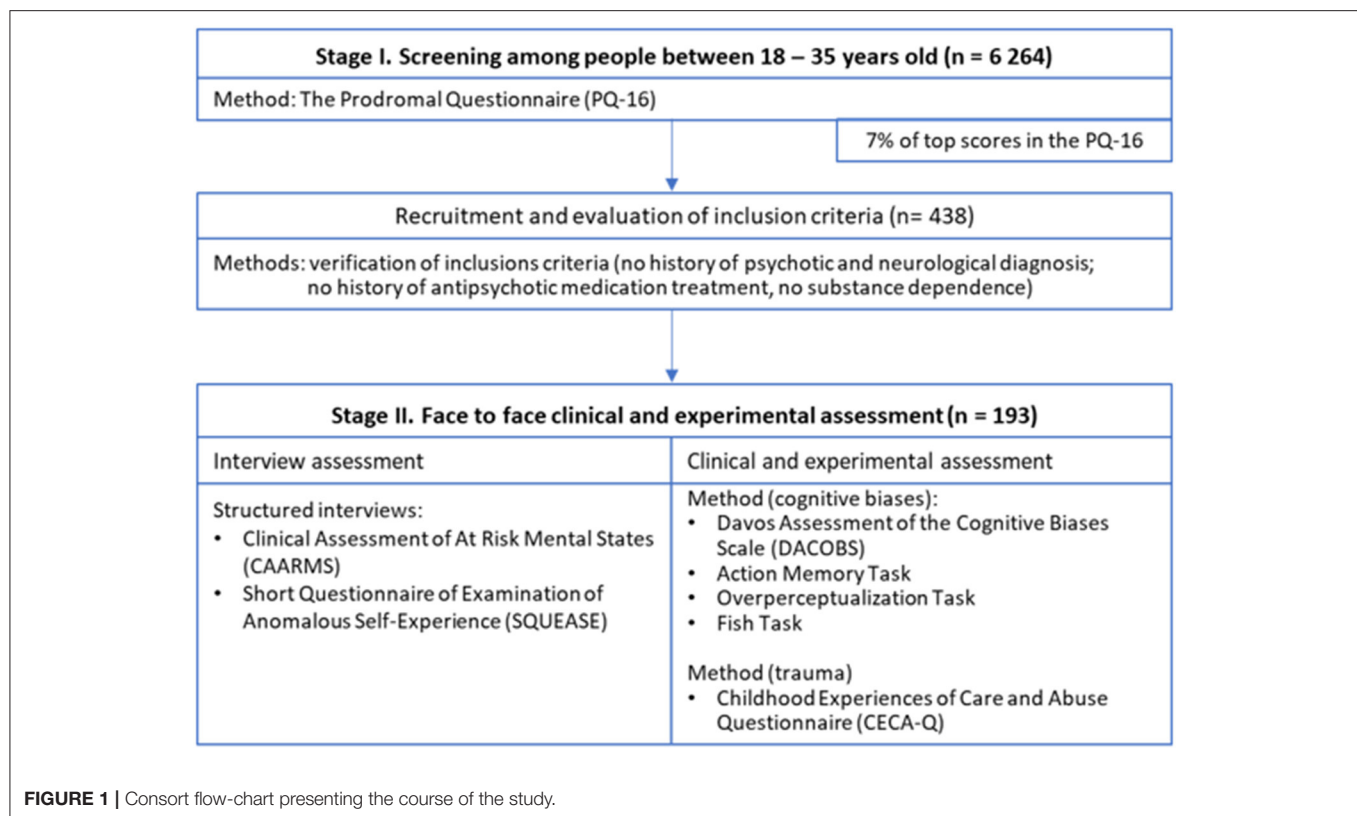 Stage I. Screening among people between 18 – 35 years old (n = 6 264)
Method: The Prodromal Questionnaire (PQ-16)
7% of top scores in the PQ-16
Recruitment and evaluation of inclusion criteria (n= 438)
Methods: verification of inclusions criteria (no history of psychotic and neurological diagnosis;
no history of antipsychotic medication treatment, no substance dependence)
Stage II. Face to face clinical and experimental assessment (n = 193)
Interview assessment
Structured interviews:
• Clinical Assessment of At Risk Mental States
(CAARMS)
• Short Questionnaire of Examination of
Anomalous Self-Experience (SQUEASE)
Clinical and experimental assessment
Method (cognitive biases):
• Davos Assessment of the Cognitive Biases
Scale (DACOBS)
• Action Memory Task
• Overperceptualization Task
• Fish Task
Method (trauma)
• Childhood Experiences of Care and Abuse
Questionnaire (CECA-Q)
FIGURE 1 | Consort flow-chart presenting the course of the study.